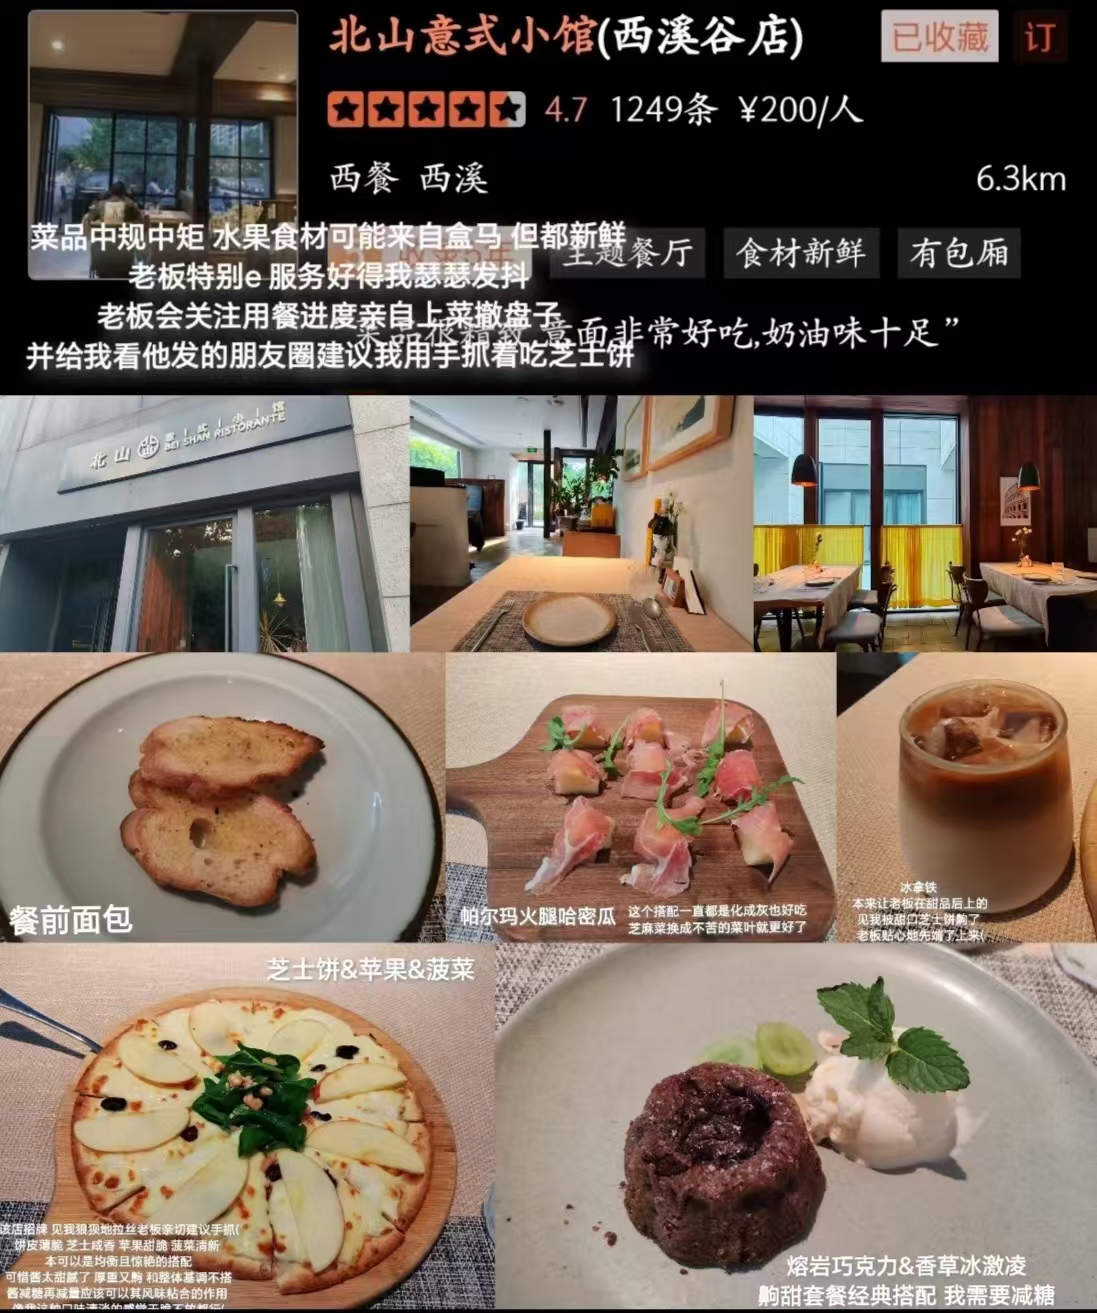 北山意式小馆(西溪谷店)
已收藏
订
4.7 1249条 ¥200/人
西餐 西溪
6.3km
主题餐厅
食材新鲜
有包厢
菜品中规中矩 水果食材可能来自盒马 但都新鲜
老板特别e 服务好得我瑟瑟发抖
老板会关注用餐进度亲自上菜撤盘子
并给我看他发的朋友圈建议我用手抓着吃芝士饼
菜品很精致,意面非常好吃,奶油味十足”
北山 意式小馆
BEI SHAN RISTORANTE
餐前面包
帕尔玛火腿哈密瓜
这个搭配一直都是化成灰也好吃
芝麻菜换成不苦的菜叶就更好了
冰拿铁
本来让老板在甜品后上的
见我被甜口芝士饼齁了
老板贴心地先端了上来(
芝士饼&苹果&菠菜
该店招牌 见我狼狈地拉丝老板亲切建议手抓(
饼皮薄脆 芝士咸香 苹果甜脆 菠菜清新
本可以是均衡且惊艳的搭配
可惜酱太甜腻了 厚重又齁 和整体基调不搭
酱减糖再减量应该可以其风味粘合的作用
熔岩巧克力&香草冰激凌
齁甜套餐经典搭配 我需要减糖